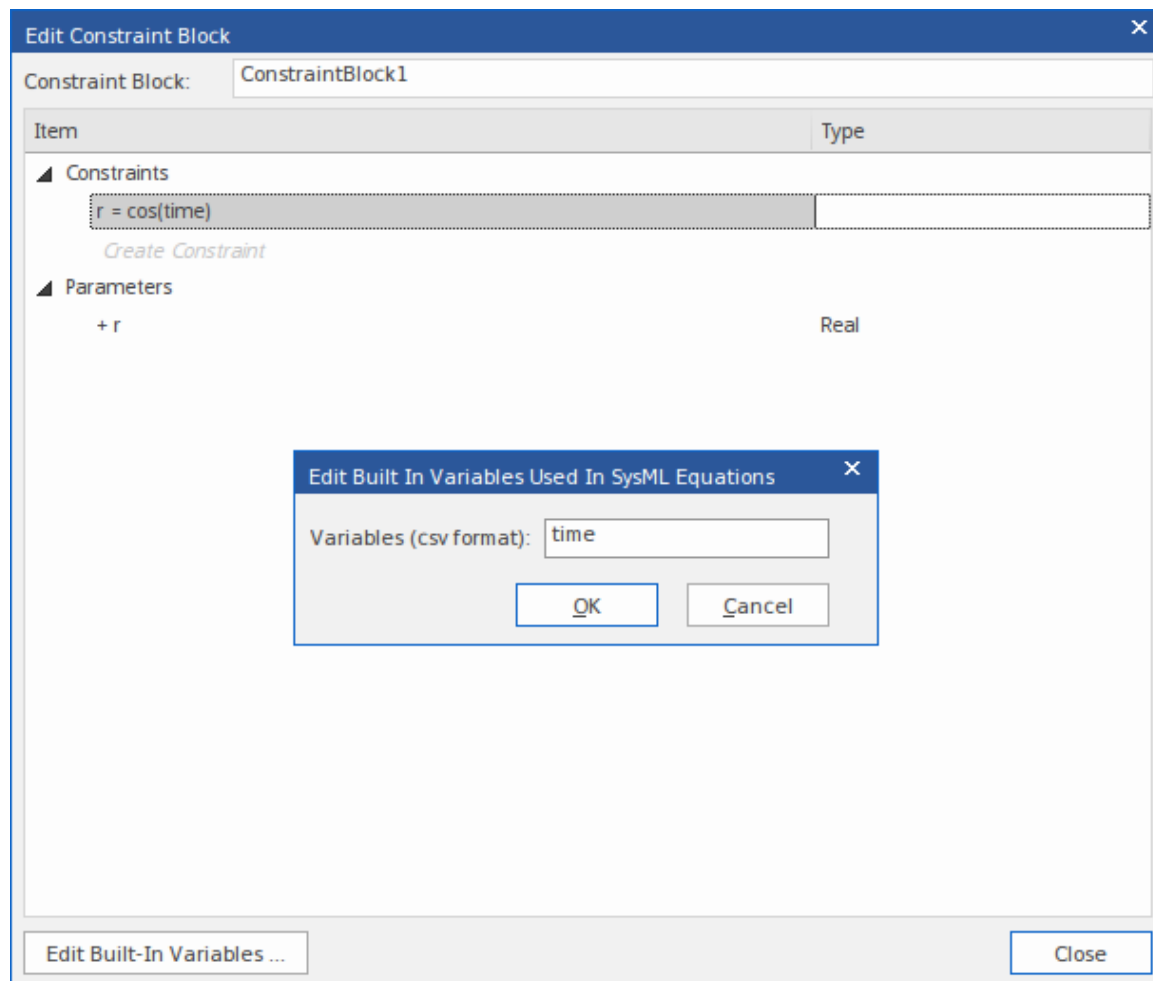 Edit Constraint Block
Constraint Block: ConstraintBlock1
Item Type
Constraints
r = cos(time)
Create Constraint
Parameters
+ r Real
Edit Built In Variables Used In SysML Equations
Variables (csv format): time
OK Cancel
Edit Built-In Variables ... Close